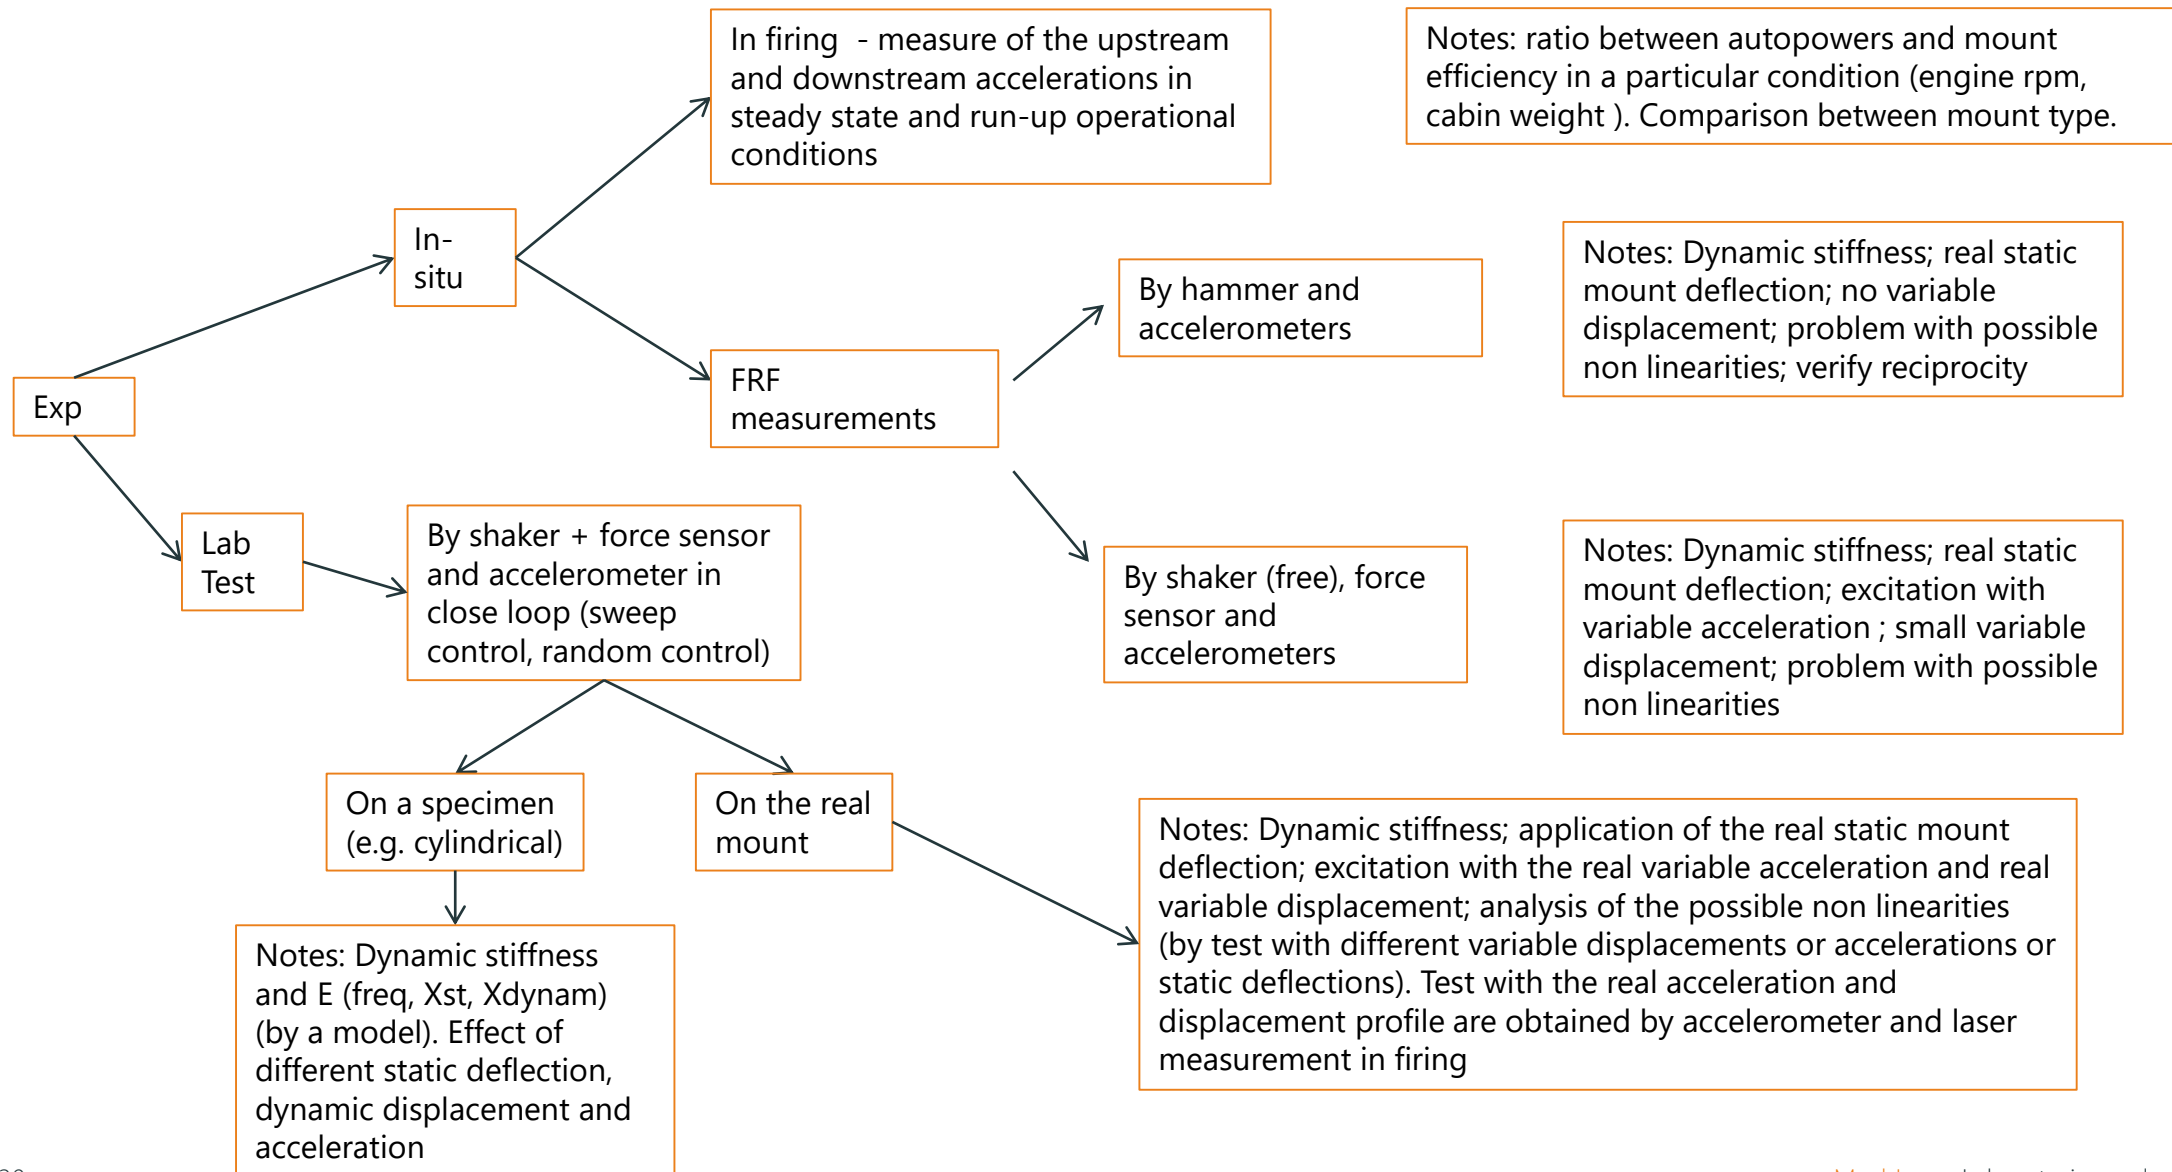 In firing - measure of the upstream
and downstream accelerations in
steady state and run-up operational
conditions
Notes: ratio between autopowers and mount
efficiency in a particular condition (engine rpm,
cabin weight ). Comparison between mount type.
In-
situ
Notes: Dynamic stiffness; real static
mount deflection; no variable
displacement; problem with possible
non linearities; verify reciprocity
By hammer and
accelerometers
FRF
measurements
Exp
Lab
Test
By shaker + force sensor
and accelerometer in
close loop (sweep
control, random control)
By shaker (free), force
sensor and
accelerometers
Notes: Dynamic stiffness; real static
mount deflection; excitation with
variable acceleration ; small variable
displacement; problem with possible
non linearities
On a specimen
(e.g. cylindrical)
On the real
mount
Notes: Dynamic stiffness; application of the real static mount
deflection; excitation with the real variable acceleration and real
variable displacement; analysis of the possible non linearities
(by test with different variable displacements or accelerations or
static deflections). Test with the real acceleration and
displacement profile are obtained by accelerometer and laser
measurement in firing
Notes: Dynamic stiffness
and E (freq, Xst, Xdynam)
(by a model). Effect of
different static deflection,
dynamic displacement and
acceleration